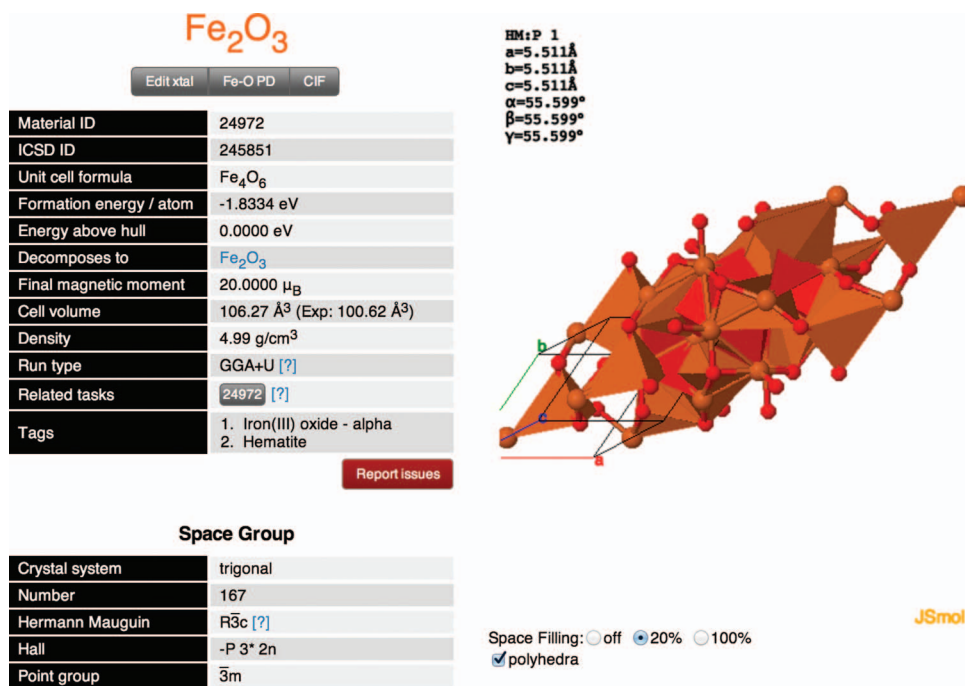 Fe₂O₃
Edit xtal Fe-O PD CIF
Material ID 24972
ICSD ID 245851
Unit cell formula Fe₄O₆
Formation energy / atom -1.8334 eV
Energy above hull 0.0000 eV
Decomposes to Fe₂O₃
Final magnetic moment 20.0000 μB
Cell volume 106.27 Å³ (Exp: 100.62 Å³)
Density 4.99 g/cm³
Run type GGA+U [?]
Related tasks 24972 [?]
Tags 1. Iron(III) oxide - alpha
2. Hematite
Report issues
Space Group
Crystal system trigonal
Number 167
Hermann Mauguin R3̅c [?]
Hall -P 3* 2n
Point group 3̅m
HM:P 1
a=5.511Å
b=5.511Å
c=5.511Å
α=55.599°
β=55.599°
γ=55.599°
b
c
a
JSmol
Space Filling: off 20% 100%
polyhedra